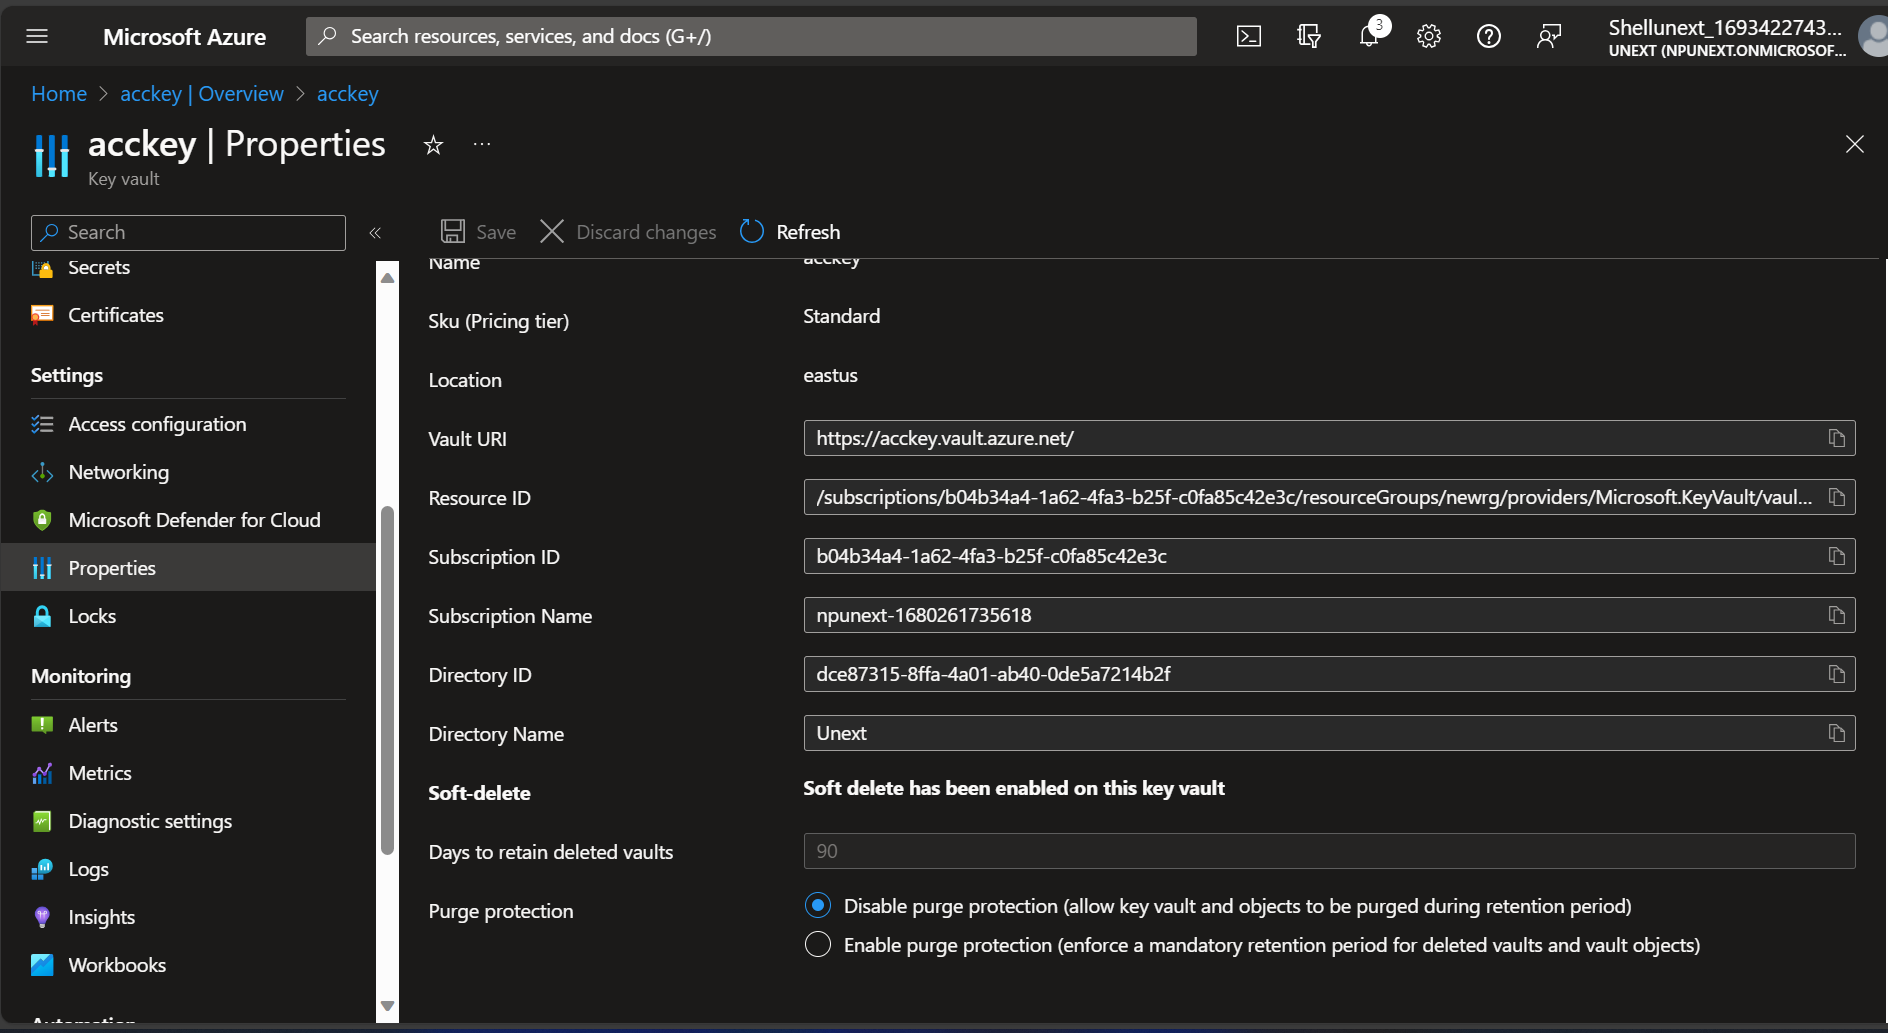 Microsoft Azure
Search resources, services, and docs (G+/)
3
Shellunext_1693422743...
UNEXT (NPUNEXT.ONMICROSOF...
Home > acckey | Overview > acckey
acckey | Properties
Key vault
Search
Secrets
Certificates
Settings
Access configuration
Networking
Microsoft Defender for Cloud
Properties
Locks
Monitoring
Alerts
Metrics
Diagnostic settings
Logs
Insights
Workbooks
Automation
Save
Discard changes
Refresh
Name acckey
Sku (Pricing tier) Standard
Location eastus
Vault URI https://acckey.vault.azure.net/
Resource ID /subscriptions/b04b34a4-1a62-4fa3-b25f-c0fa85c42e3c/resourceGroups/newrg/providers/Microsoft.KeyVault/vaul...
Subscription ID b04b34a4-1a62-4fa3-b25f-c0fa85c42e3c
Subscription Name npunext-1680261735618
Directory ID dce87315-8ffa-4a01-ab40-0de5a7214b2f
Directory Name Unext
Soft-delete Soft delete has been enabled on this key vault
Days to retain deleted vaults 90
Purge protection Disable purge protection (allow key vault and objects to be purged during retention period)
Enable purge protection (enforce a mandatory retention period for deleted vaults and vault objects)